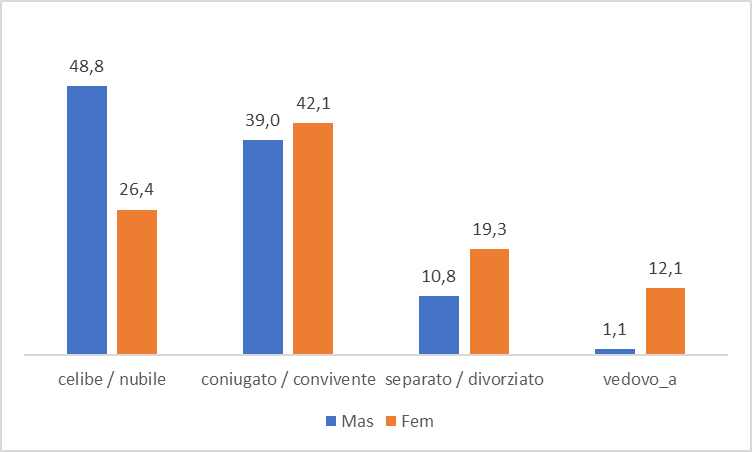 48,8
26,4
39,0
42,1
10,8
19,3
1,1
12,1
celibe / nubile
coniugato / convivente
separato / divorziato
vedovo_a
Mas
Fem